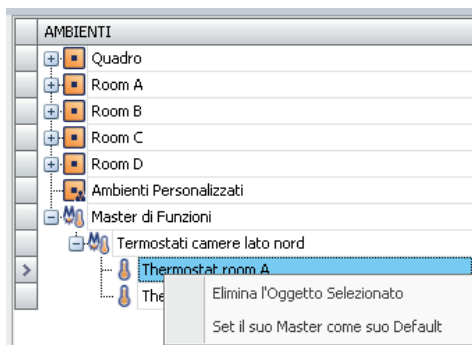 AMBIENTI
Quadro
Room A
Room B
Room C
Room D
Ambienti Personalizzati
Master di Funzioni
Termostati camere lato nord
Thermostat room A
The
Elimina l'Oggetto Selezionato
Set il suo Master come suo Default